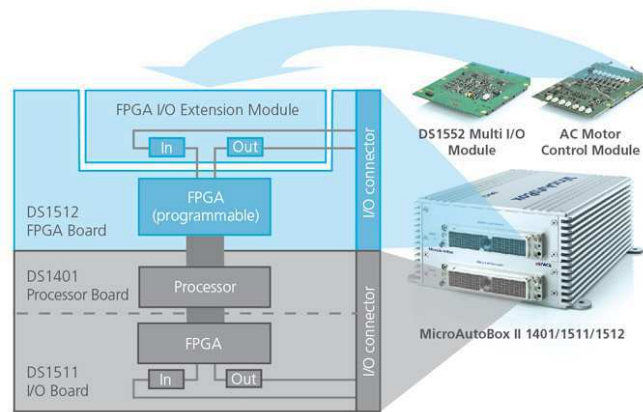 FPGA I/O Extension Module
In
Out
I/O connector
DS1552 Multi I/O
Module
AC Motor
Control Module
DS1512
FPGA Board
FPGA
(programmable)
DS1401
Processor Board
Processor
I/O connector
FPGA
DS1511
I/O Board
In
Out
MicroAutoBox
MicroAutoBox II 1401/1511/1512